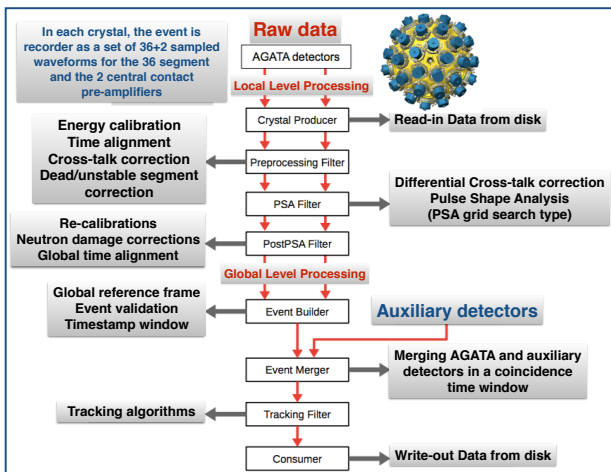 In each crystal, the event is
recorder as a set of 36+2 sampled
waveforms for the 36 segment
and the 2 central contact
pre-amplifiers
Raw data
AGATA detectors
Local Level Processing
Crystal Producer
Read-in Data from disk
Energy calibration
Time alignment
Cross-talk correction
Dead/unstable segment
correction
Preprocessing Filter
PSA Filter
Differential Cross-talk correction
Pulse Shape Analysis
(PSA grid search type)
Re-calibrations
Neutron damage corrections
Global time alignment
PostPSA Filter
Global Level Processing
Global reference frame
Event validation
Timestamp window
Event Builder
Auxiliary detectors
Event Merger
Merging AGATA and auxiliary
detectors in a coincidence
time window
Tracking algorithms
Tracking Filter
Consumer
Write-out Data from disk